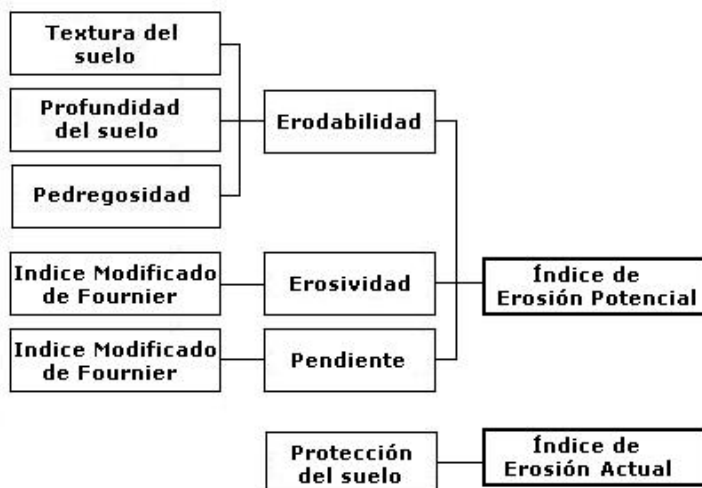 Textura del
suelo
Profundidad
del suelo
Erodabilidad
Pedregosidad
Indice Modificado
de Fournier
Erosividad
Índice de
Erosión Potencial
Indice Modificado
de Fournier
Pendiente
Protección
del suelo
Índice de
Erosión Actual